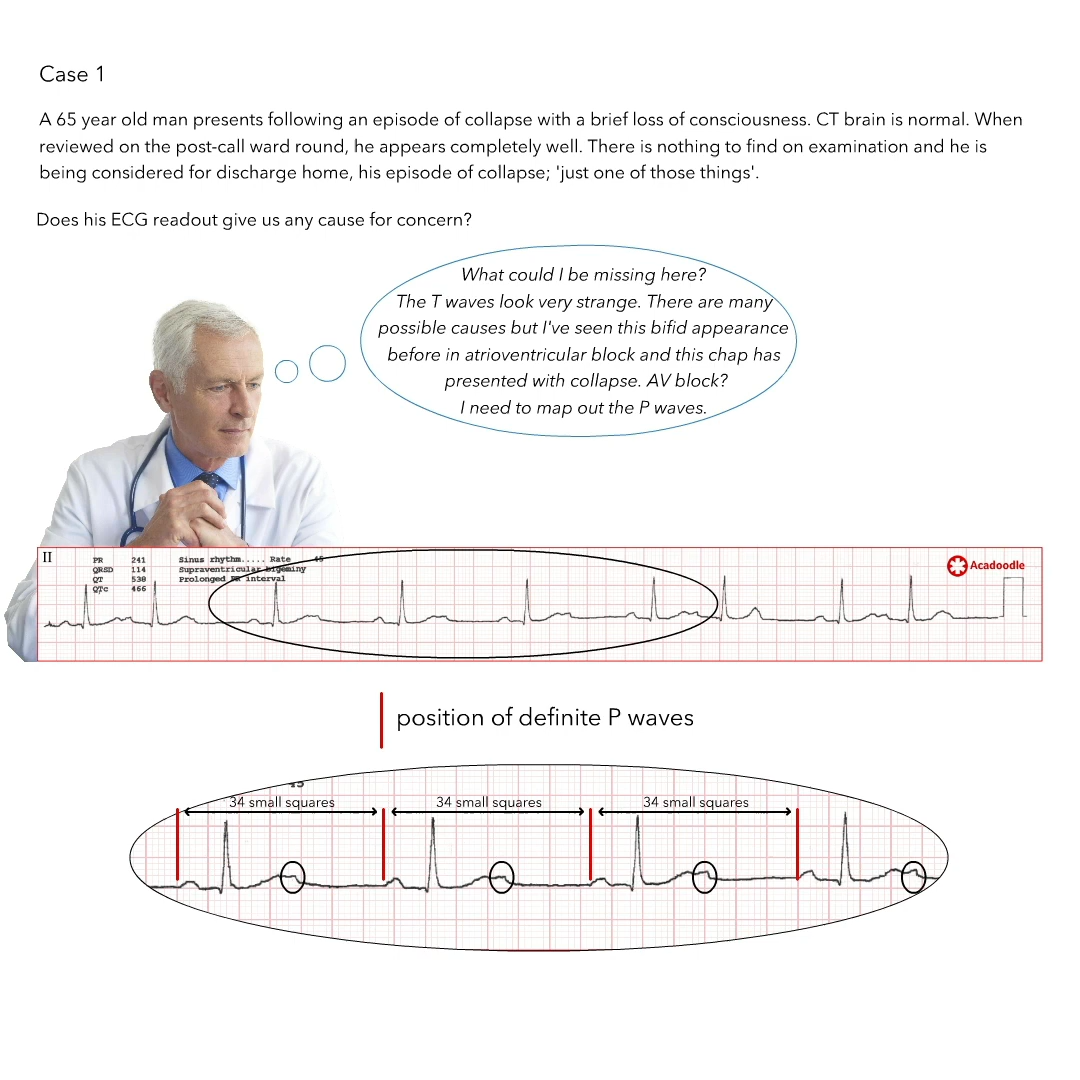 Case 1
A 65 year old man presents following an episode of collapse with a brief loss of consciousness. CT brain is normal. When
reviewed on the post-call ward round, he appears completely well. There is nothing to find on examination and he is
being considered for discharge home, his episode of collapse; 'just one of those things'.
Does his ECG readout give us any cause for concern?
What could I be missing here?
The T waves look very strange. There are many
possible causes but I've seen this bifid appearance
before in atrioventricular block and this chap has
presented with collapse. AV block?
I need to map out the P waves.
II
PR 241 Sinus rhythm..... Rate 45
QRSD 114 Supraventricular bigeminy
QT 530 Prolonged PR interval
QTc 466
Acadoodle
position of definite P waves
45
34 small squares 34 small squares 34 small squares